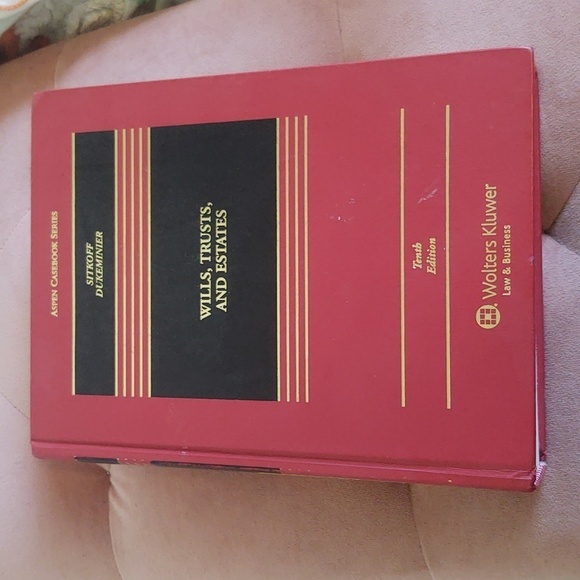 ASPEN CASEBOOK SERIES
SITKOFF
DUKEMINIER
WILLS, TRUSTS,
AND ESTATES
Tenth
Edition
Wolters Kluwer
Law & Business